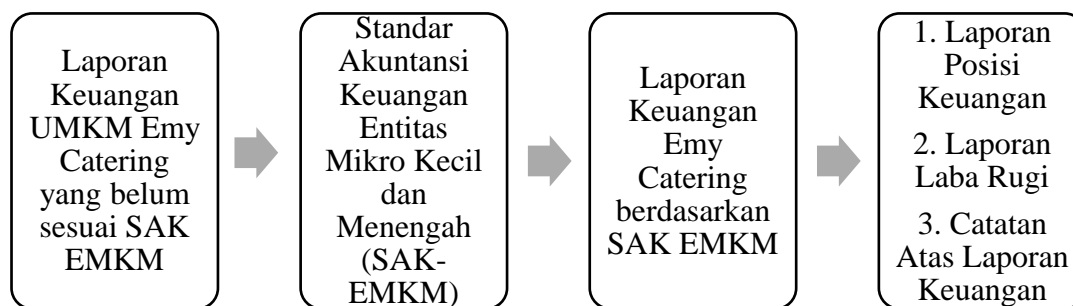 Laporan
Keuangan
UMKM Emy
Catering
yang belum
sesuai SAK
EMKM
Standar
Akuntansi
Keuangan
Entitas
Mikro Kecil
dan
Menengah
(SAK-
EMKM)
Laporan
Keuangan
Emy
Catering
berdasarkan
SAK EMKM
1. Laporan
Posisi
Keuangan
2. Laporan
Laba Rugi
3. Catatan
Atas Laporan
Keuangan